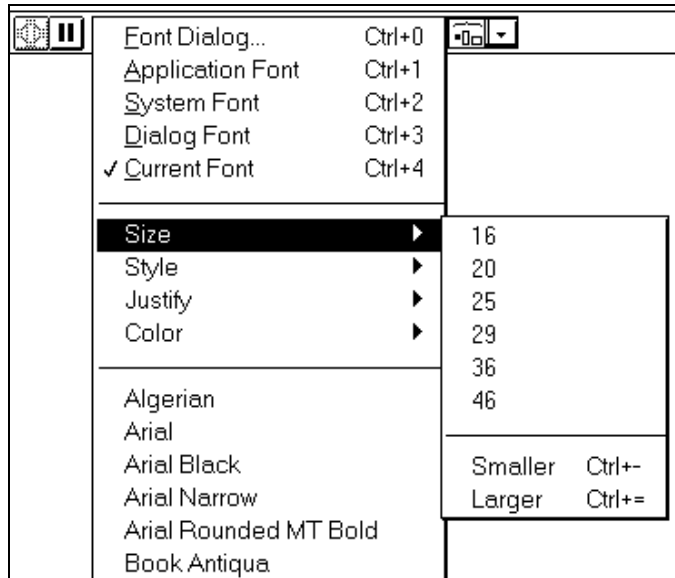 Font Dialog... Ctrl+0
Application Font Ctrl+1
System Font Ctrl+2
Dialog Font Ctrl+3
✓ Current Font Ctrl+4
Size
Style
Justify
Color
Algerian
Arial
Arial Black
Arial Narrow
Arial Rounded MT Bold
Book Antiqua
16
20
25
29
36
46
Smaller Ctrl+-
Larger Ctrl+=